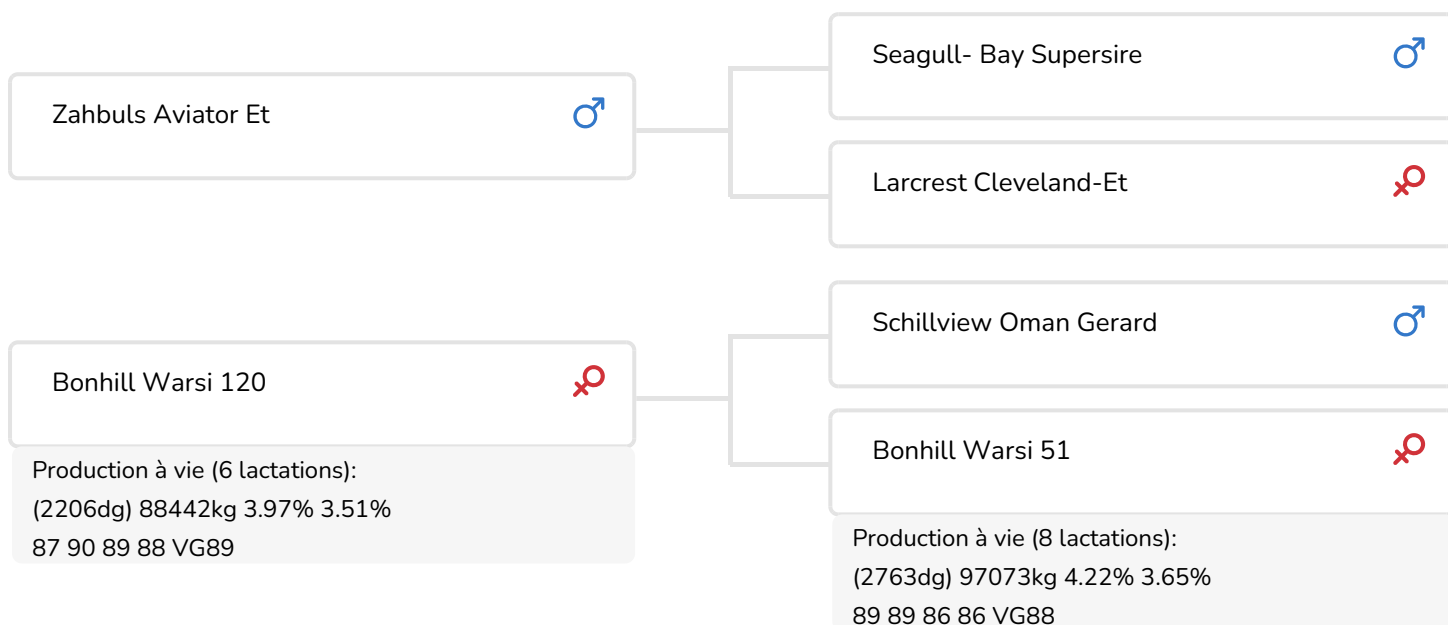 Zahbuls Aviator Et
Seagull- Bay Supersire
Larcrest Cleveland-Et
Bonhill Warsi 120
Production à vie (6 lactations):
(2206dg) 88442kg 3.97% 3.51%
87 90 89 88 VG89
Schillview Oman Gerard
Bonhill Warsi 51
Production à vie (8 lactations):
(2763dg) 97073kg 4.22% 3.65%
89 89 86 86 VG88